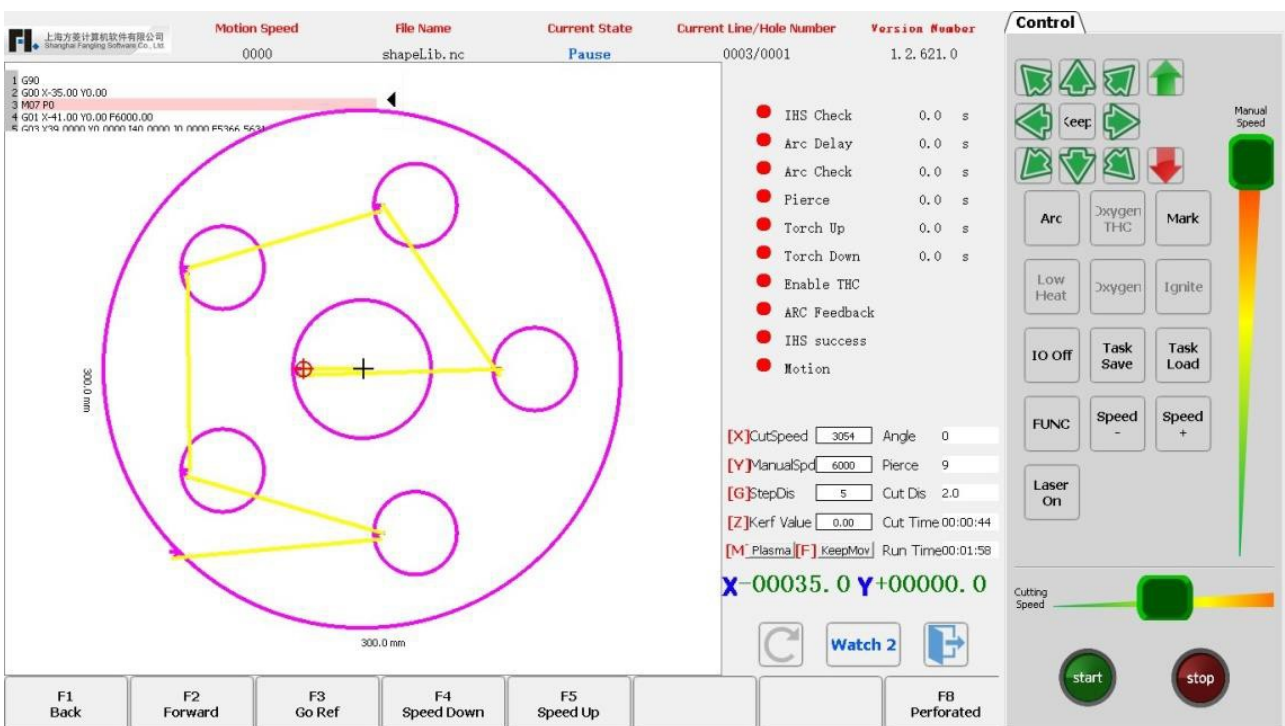 上海方菱计算机软件有限公司
Shanghai Fangling Software Co., Ltd.
Motion Speed
File Name
Current State
Current Line/Hole Number
Version Number
0000
shapeLib.nc
Pause
0003/0001
1.2.621.0
1 G90
2 G00 X-35.00 Y0.00
3 M07 P0
4 G01 X-41.00 Y0.00 F6000.00
300.0 mm
300.0 mm
IHS Check 0.0 s
Arc Delay 0.0 s
Arc Check 0.0 s
Pierce 0.0 s
Torch Up 0.0 s
Torch Down 0.0 s
Enable THC
ARC Feedback
IHS success
Motion
[X]CutSpeed 3054 Angle 0
[Y]ManualSpd 6000 Pierce 9
[G]StepDis 5 Cut Dis 2.0
[Z]Kerf Value 0.00 Cut Time 00:00:44
[M Plasma [F] KeepMov Run Time00:01:58
X-00035.0 Y+00000.0
Watch 2
F1 F2 F3 F4 F5 F8
Back Forward Go Ref Speed Down Speed Up Perforated
Control
Manual
Speed
Arc
THC
Mark
Low
Heat
Ignite
IO Off
Task
Save
Task
Load
FUNC
Speed
-
Speed
+
Laser
On
Cutting
Speed
start
stop